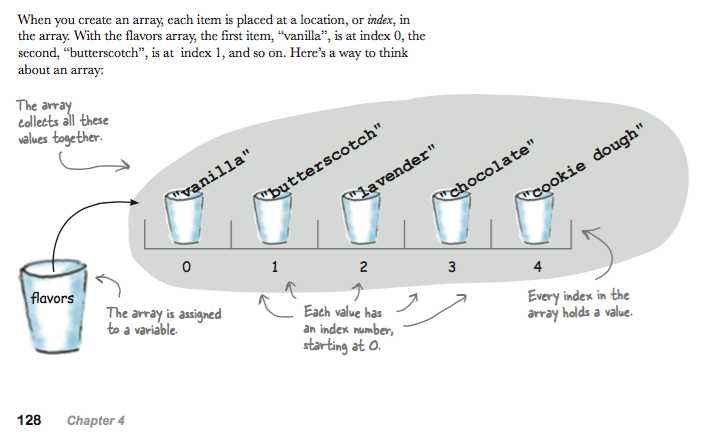 When you create an array, each item is placed at a location, or index, in
the array. With the flavors array, the first item, “vanilla”, is at index 0, the
second, “butterscotch”, is at index 1, and so on. Here’s a way to think
about an array:
The array
collects all these
values together.
"vanilla"
"butterscotch"
"lavender"
"chocolate"
"cookie dough"
0 1 2 3 4
flavors
The array is assigned
to a variable.
Each value has
an index number,
starting at 0.
Every index in the
array holds a value.
128 Chapter 4